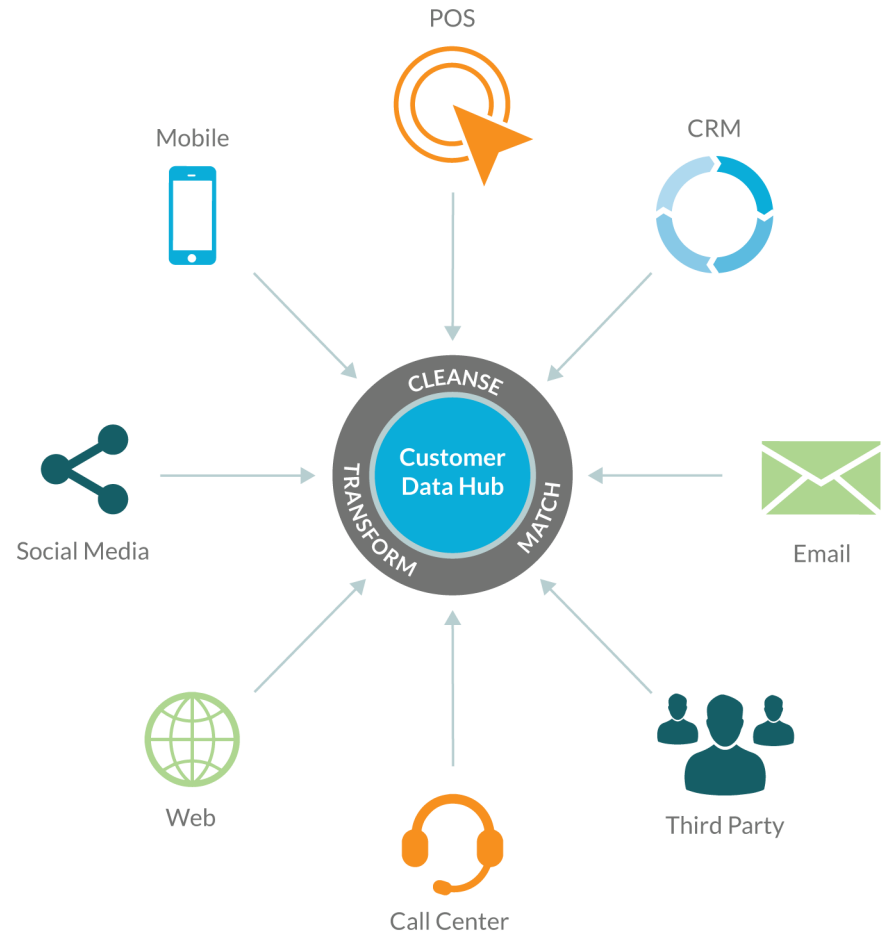 POS
Mobile
CRM
CLEANSE
Customer
Data Hub
TRANSFORM
MATCH
Social Media
Email
Web
Third Party
Call Center